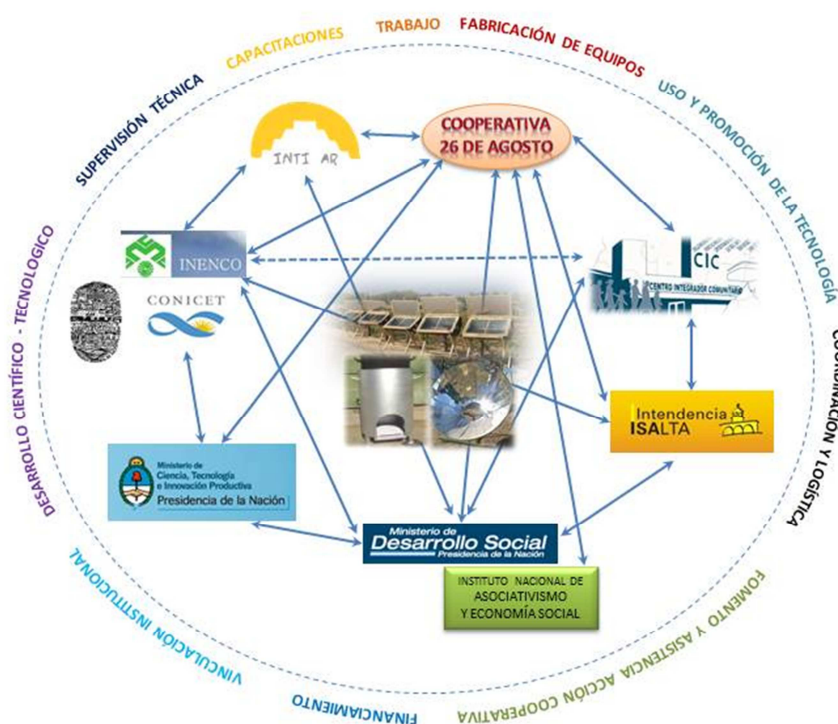 CAPACITACIONES
TRABAJO
FABRICACIÓN DE EQUIPOS
USO Y PROMOCIÓN DE LA TECNOLOGÍA
COORDINACIÓN Y LOGÍSTICA
FOMENTO Y ASISTENCIA ACCIÓN COOPERATIVA
FINANCIAMIENTO
VINCULACIÓN INSTITUCIONAL
DESARROLLO CIENTÍFICO - TECNOLOGICO
SUPERVISIÓN TÉCNICA
INTI AR
COOPERATIVA
26 DE AGOSTO
INENCO
CONICET
CIC
CENTRO INTEGRADOR COMUNITARIO
Intendencia
ISALTA
Ministerio de
Ciencia, Tecnología
e Innovación Productiva
Presidencia de la Nación
Ministerio de
Desarrollo Social
Presidencia de la Nación
INSTITUTO NACIONAL DE
ASOCIATIVISMO
Y ECONOMÍA SOCIAL